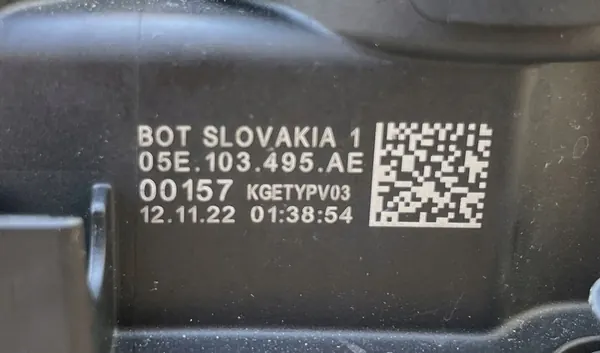 BOT SLOVAKIA 1
05E.103.495.AE
00157 KGETYPV03
12.11.22 01:38:54